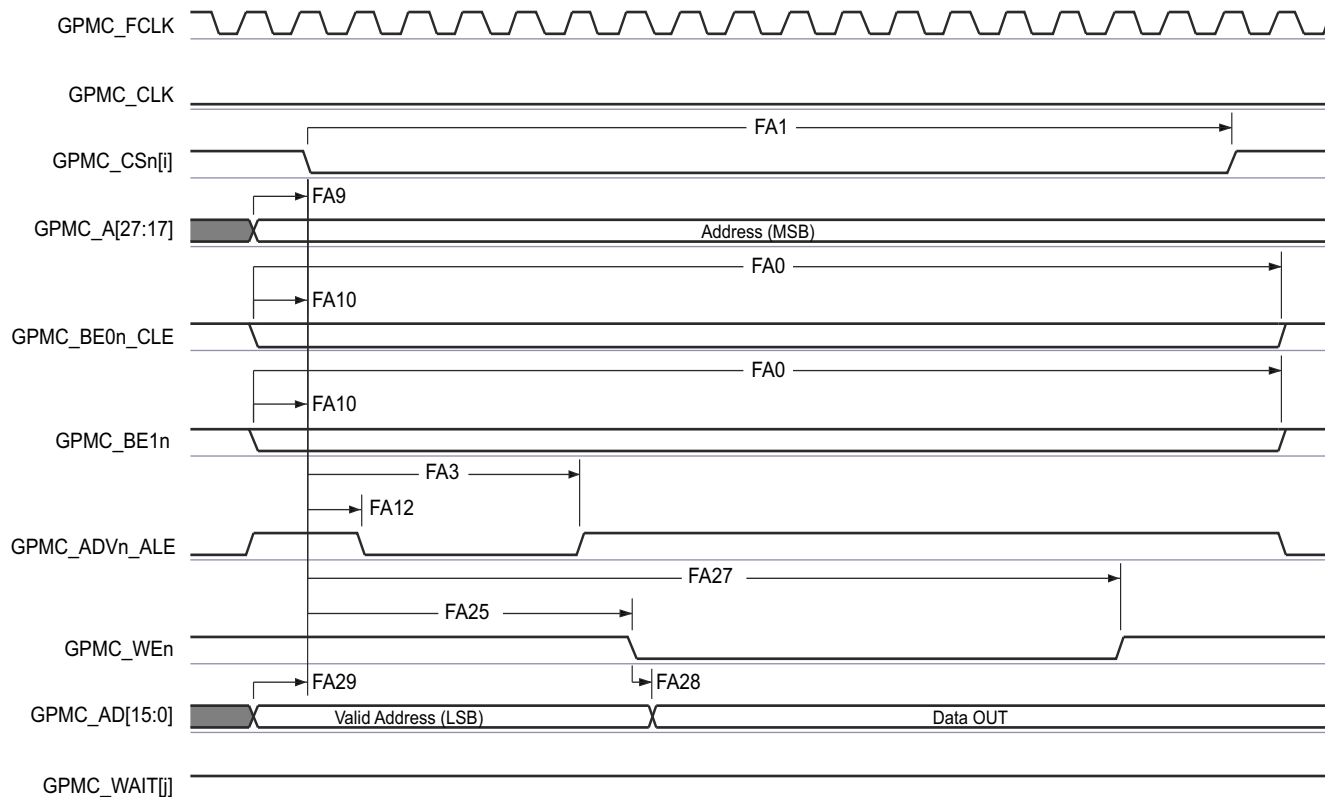 GPMC_FCLK
GPMC_CLK
FA1
GPMC_CSn[i]
FA9
GPMC_A[27:17]
Address (MSB)
FA0
FA10
GPMC_BE0n_CLE
FA0
FA10
GPMC_BE1n
FA3
FA12
GPMC_ADVn_ALE
FA27
FA25
GPMC_WEn
FA29
FA28
GPMC_AD[15:0]
Valid Address (LSB)
Data OUT
GPMC_WAIT[j]